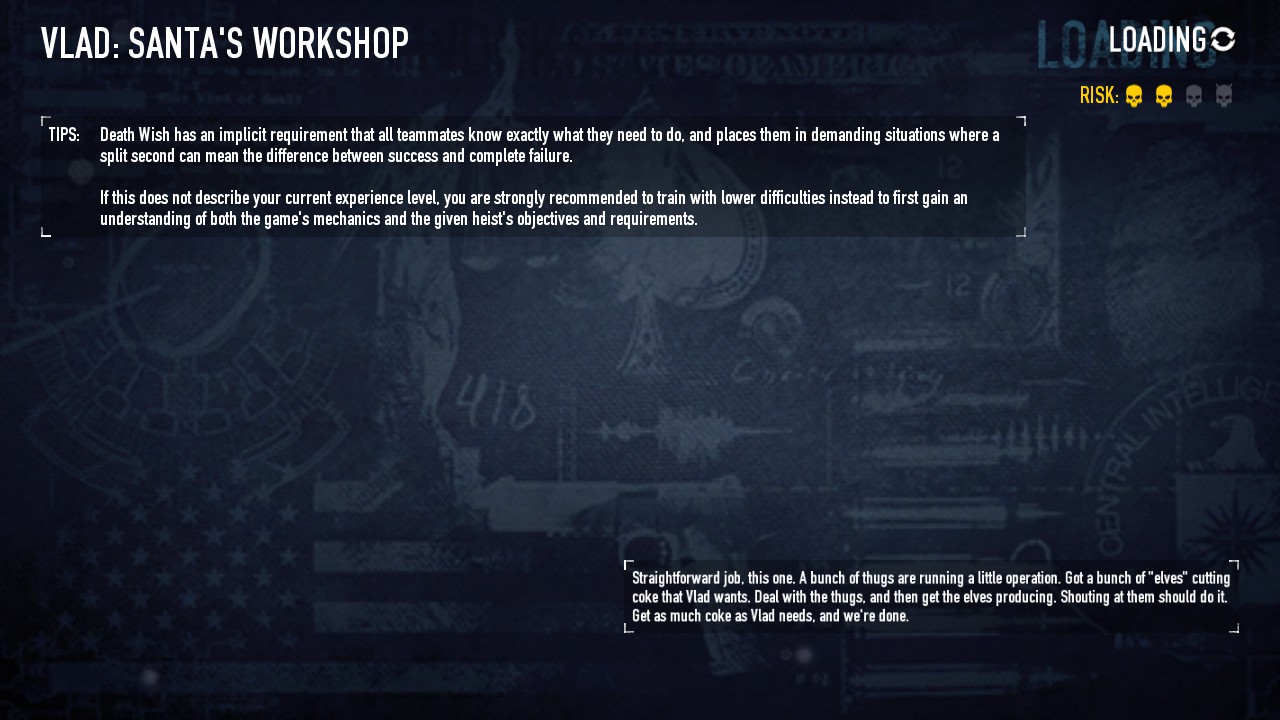 VLAD: SANTA'S WORKSHOP
LOADING
LOADING
RISK:
TIPS: Death Wish has an implicit requirement that all teammates know exactly what they need to do, and places them in demanding situations where a
split second can mean the difference between success and complete failure.
If this does not describe your current experience level, you are strongly recommended to train with lower difficulties instead to first gain an
understanding of both the game's mechanics and the given heist's objectives and requirements.
12
12
418
CENTRAL INTELLIGE
Straightforward job, this one. A bunch of thugs are running a little operation. Got a bunch of "elves" cutting
coke that Vlad wants. Deal with the thugs, and then get the elves producing. Shouting at them should do it.
Get as much coke as Vlad needs, and we're done.